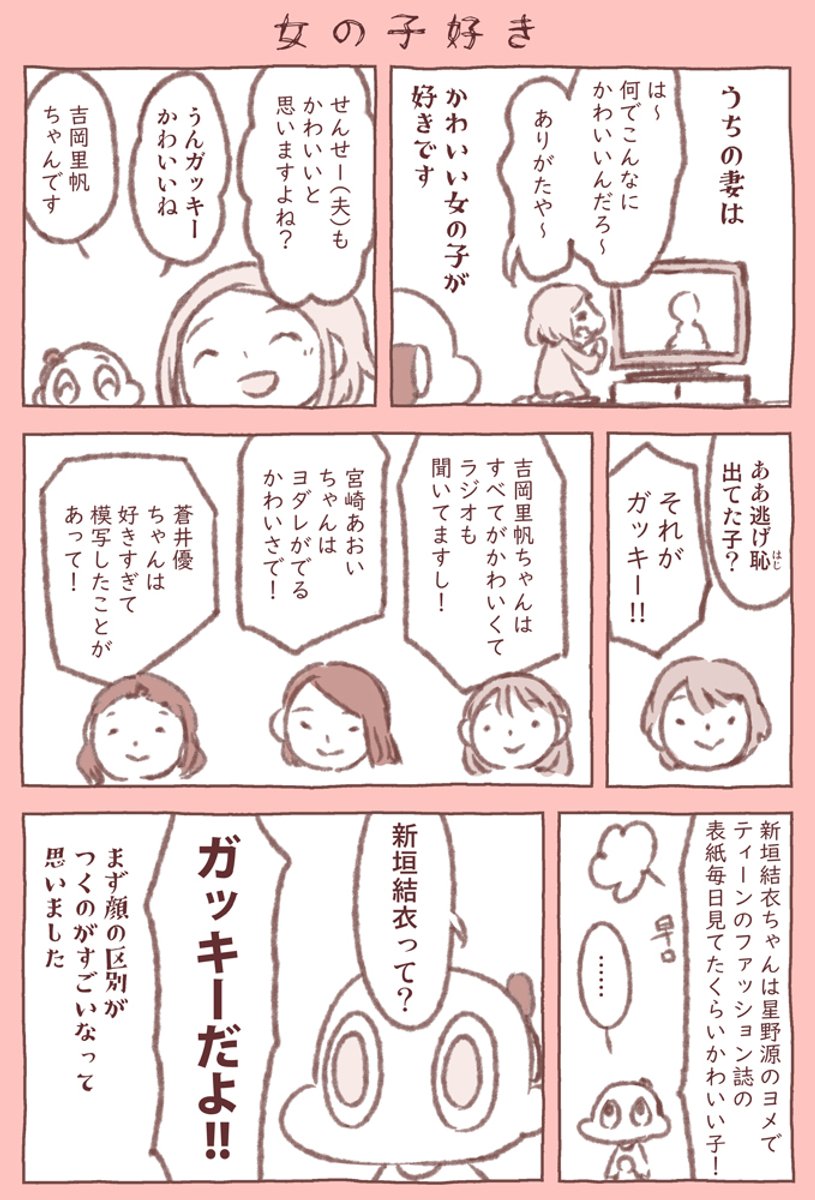 女の子好き
うちの妻は
かわいい女の子が
好きです
は～
何でこんなに
かわいいんだろ～
ありがたや～
せんせー(夫)も
かわいいと
思いますよね?
うんガッキー
かわいいね
吉岡里帆
ちゃんです
ああ逃げ恥
はじ
出てた子?
それが
ガッキー!!
吉岡里帆ちゃんは
すべてがかわいくて
ラジオも
聞いてますし!
宮崎あおい
ちゃんは
ヨダレがでる
かわいさで!
蒼井優
ちゃんは
好きすぎて
模写したことが
あって!
新垣結衣ちゃんは星野源のヨメで
ティーンのファッション誌の
表紙毎日見てたくらいかわいい子!
早口
……
新垣結衣って?
ガッキーだよ!!
まず顔の区別が
つくのがすごいなって
思いました